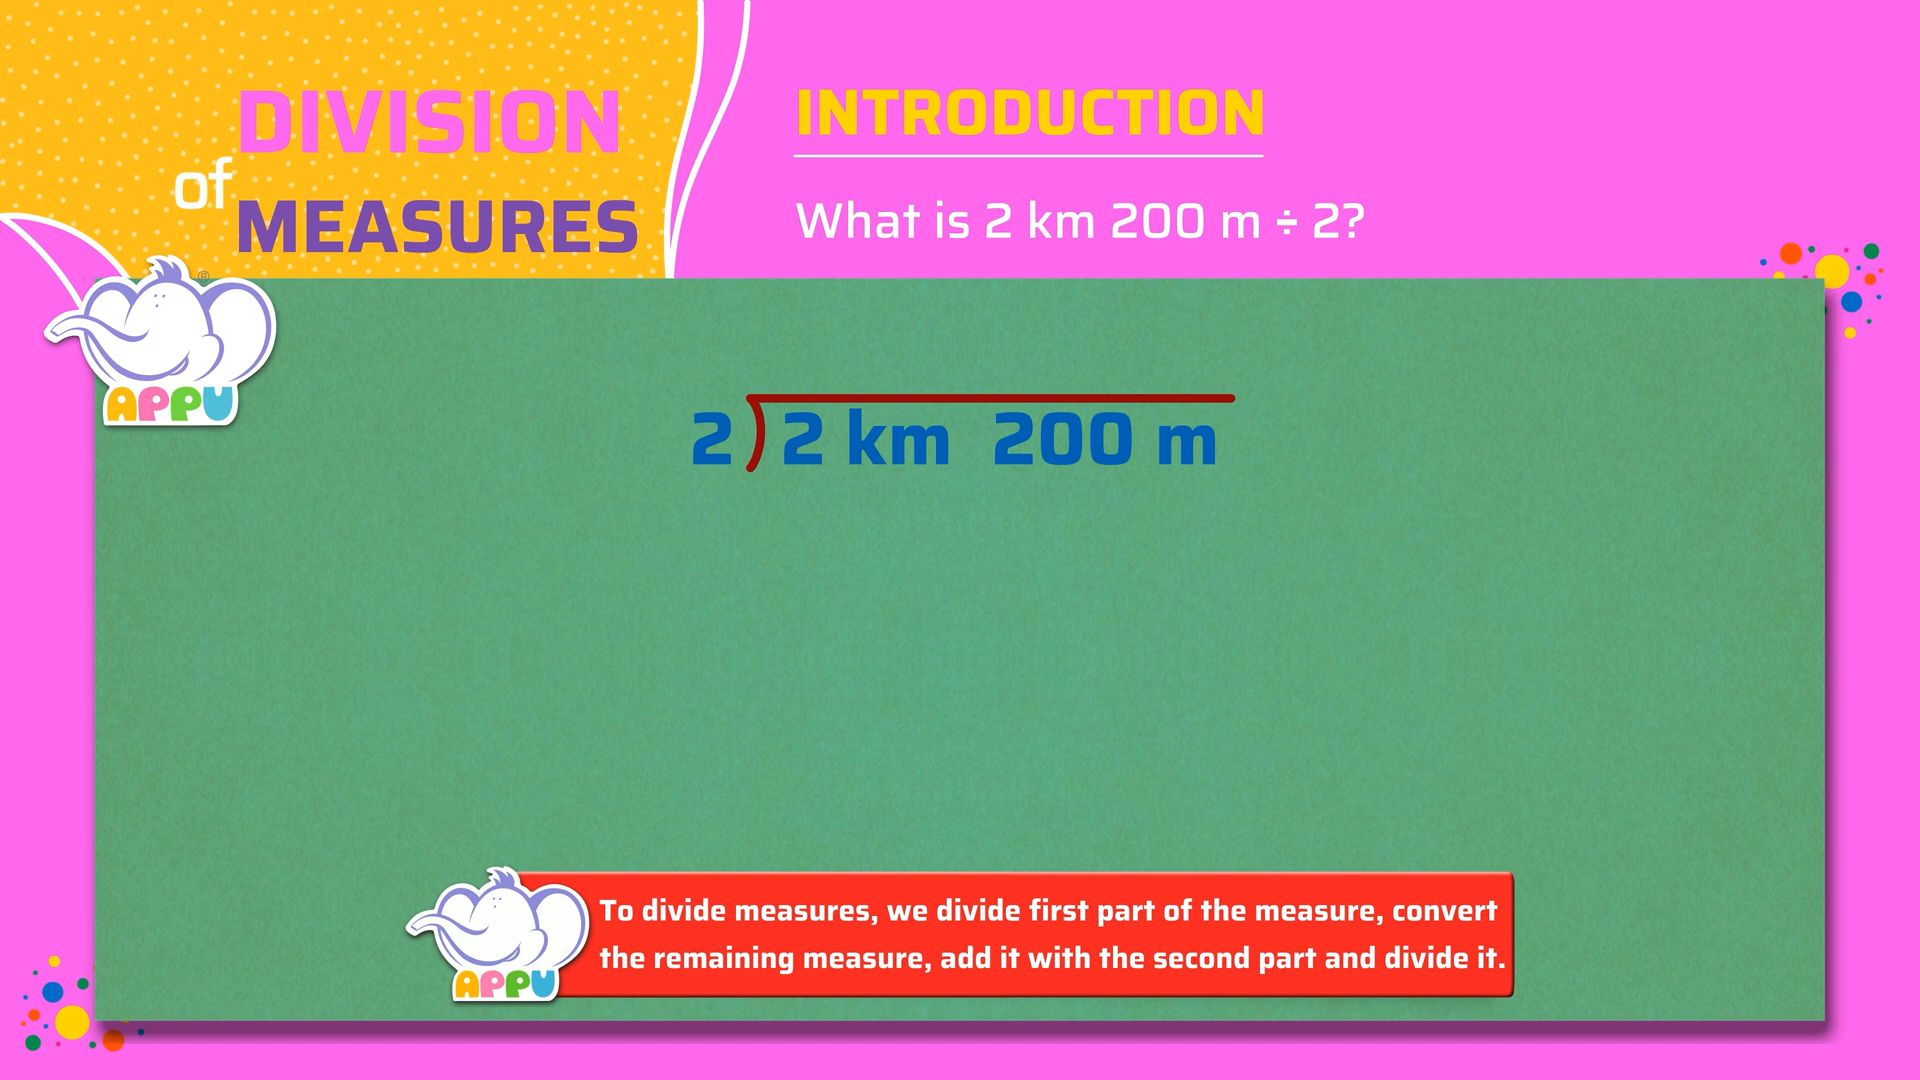 DIVISION
of
MEASURES
INTRODUCTION
What is 2 km 200 m ÷ 2?
®
APPU
2) 2 km 200 m
APPU
To divide measures, we divide first part of the measure, convert
the remaining measure, add it with the second part and divide it.